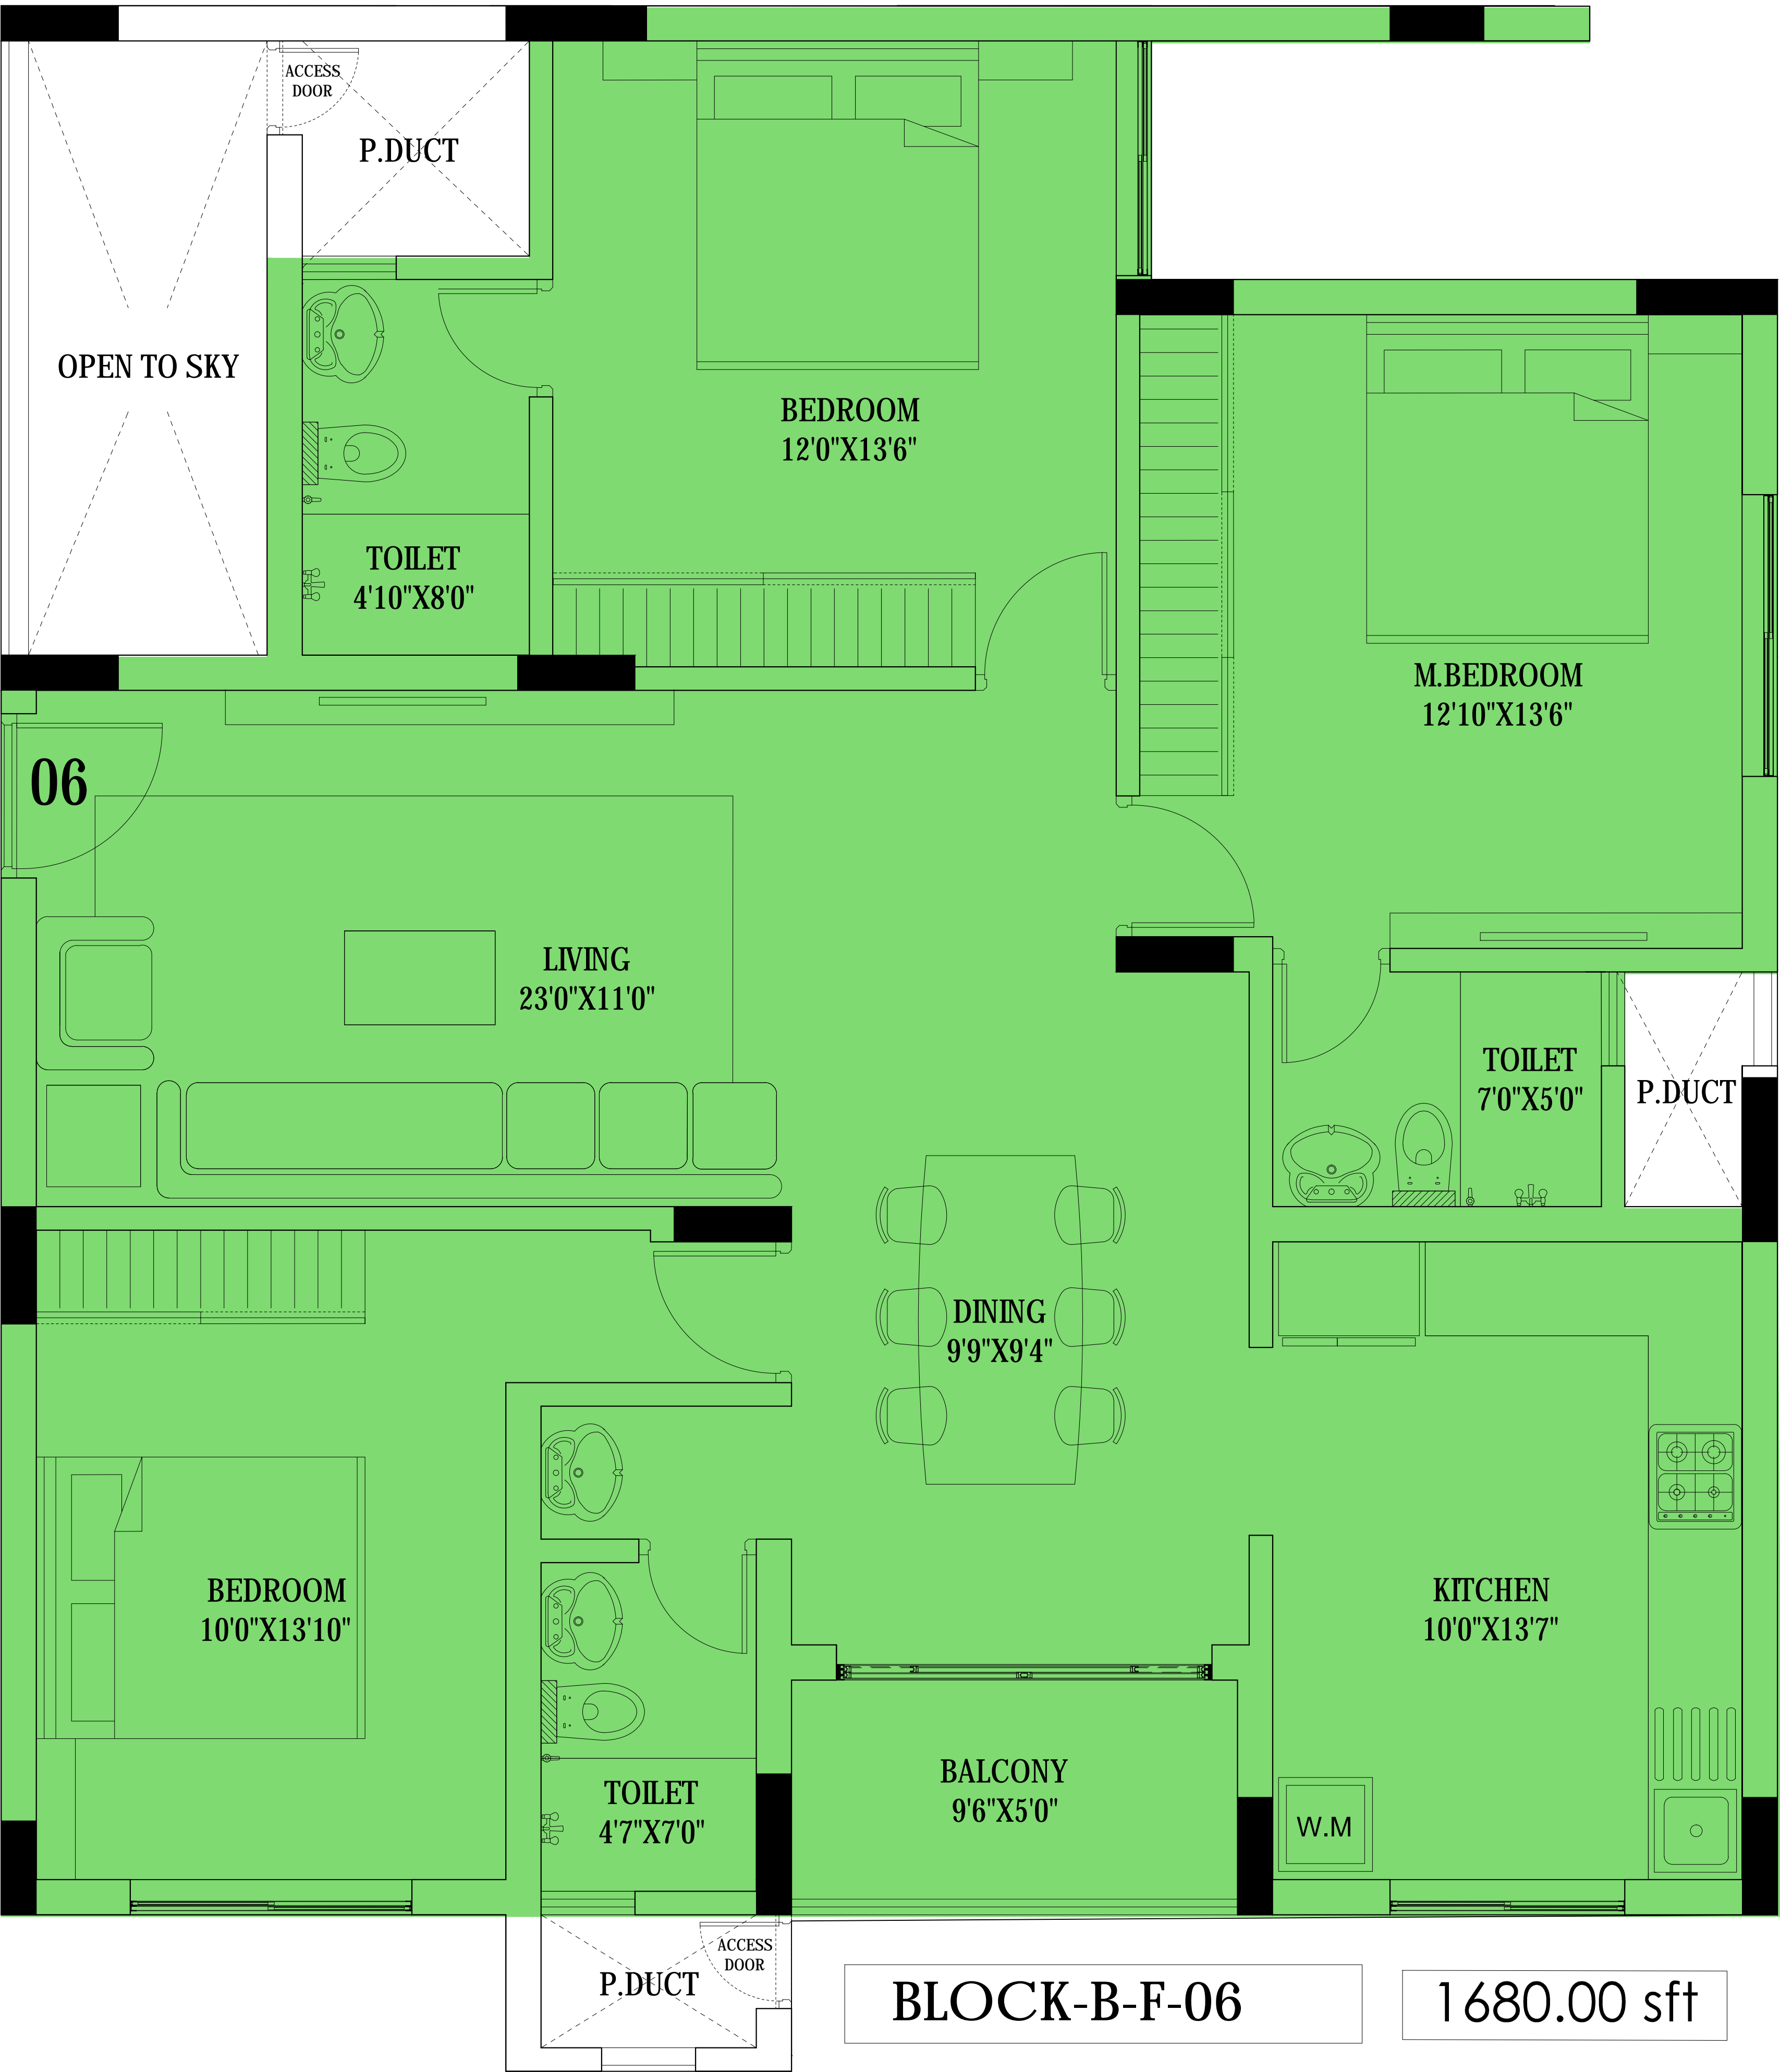 ACCESS
DOOR
P.DUCT
OPEN TO SKY
BEDROOM
12'0"X13'6"
TOILET
4'10"X8'0"
M.BEDROOM
12'10"X13'6"
06
LIVING
23'0"X11'0"
TOILET
7'0"X5'0"
P.DUCT
DINING
9'9"X9'4"
BEDROOM
10'0"X13'10"
KITCHEN
10'0"X13'7"
TOILET
4'7"X7'0"
BALCONY
9'6"X5'0"
W.M
ACCESS
DOOR
P.DUCT
BLOCK-B-F-06
1680.00 sft